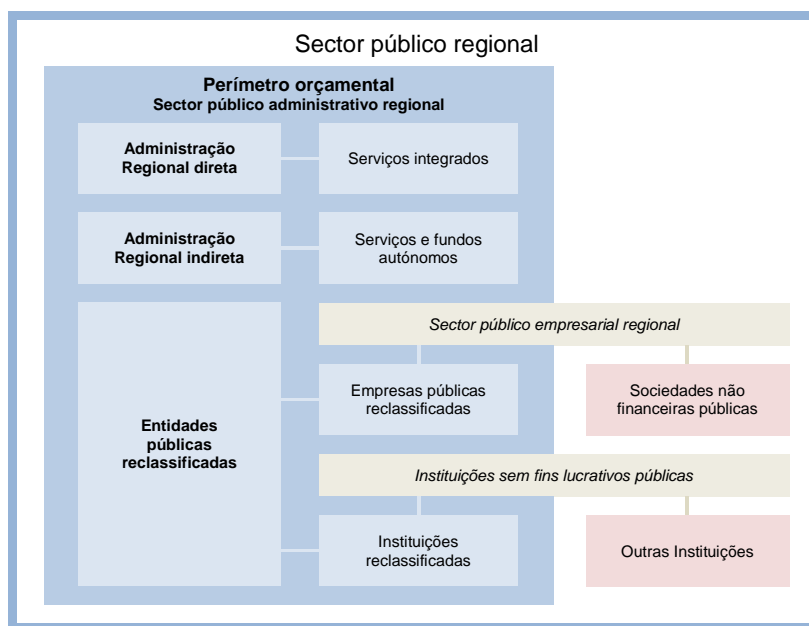 Sector público regional
Perímetro orçamental
Sector público administrativo regional
Administração
Regional direta
Serviços integrados
Administração
Regional indireta
Serviços e fundos
autónomos
Sector público empresarial regional
Empresas públicas
reclassificadas
Sociedades não
financeiras públicas
Entidades
públicas
reclassificadas
Instituições sem fins lucrativos públicas
Instituições
reclassificadas
Outras Instituições